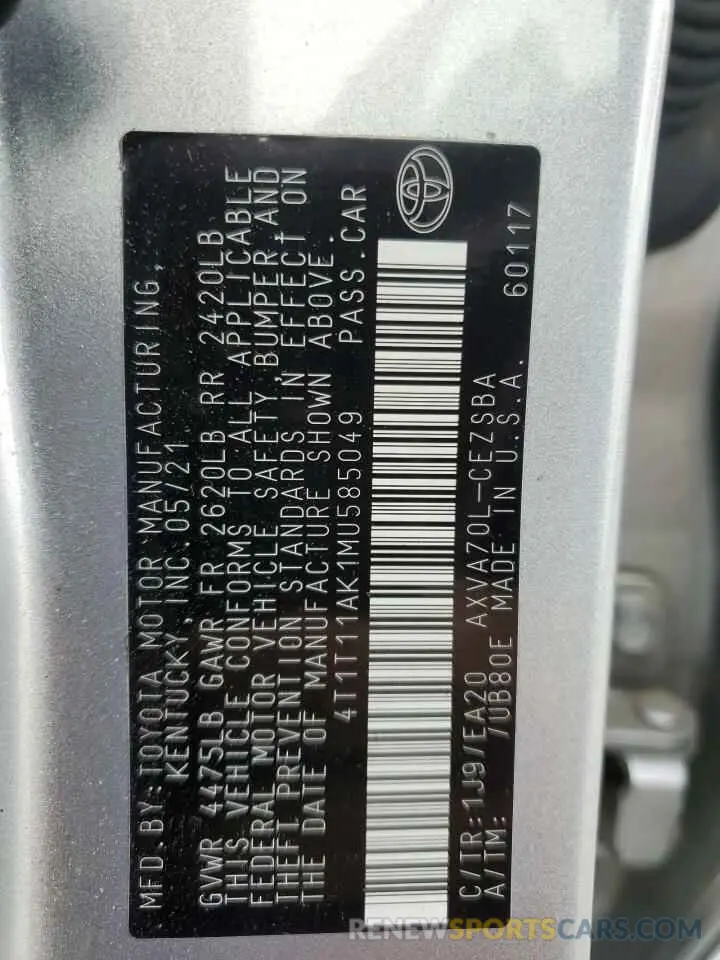 MFD.BY:TOYOTA MOTOR MANUFACTURING,
KENTUCKY,INC.05/21
GVWR 4475LB GAWR FR 2620LB RR 2420LB
THIS VEHICLE CONFORMS TO ALL APPLICABLE
FEDERAL MOTOR VEHICLE SAFETY, BUMPER, AND
THEFT PREVENTION STANDARDS IN EFFECT ON
THE DATE OF MANUFACTURE SHOWN ABOVE.
4T1T11AK1MU585049 PASS.CAR
C/TR:1J9/EA20 AXVA70L-CEZSBA
A/TM: /UB80E MADE IN U.S.A. 60117
RENEWSPORTSCARS.COM